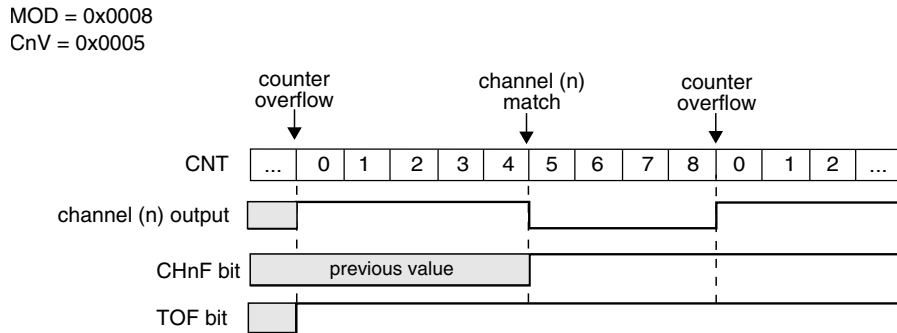 MOD = 0x0008
CnV = 0x0005
counter
overflow
channel (n)
match
counter
overflow
CNT ... 0 1 2 3 4 5 6 7 8 0 1 2 ...
channel (n) output
CHnF bit previous value
TOF bit